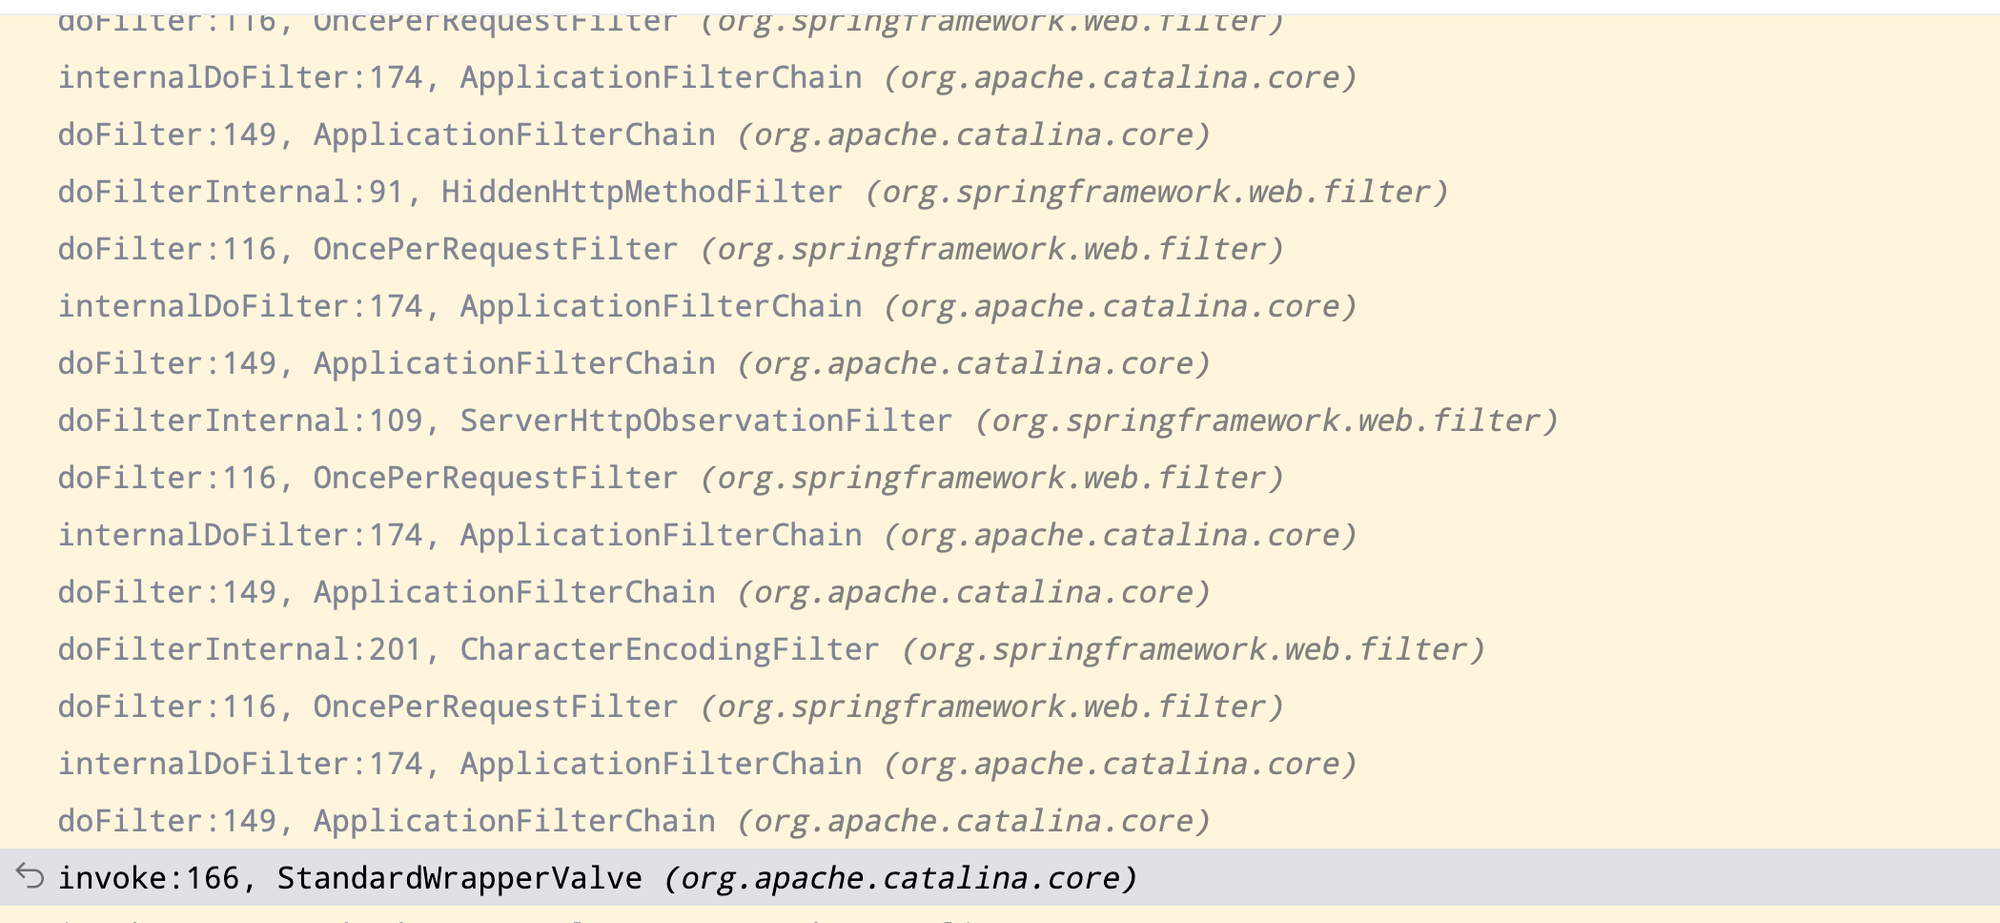 doFilter:116, OncePerRequestFilter (org.springframework.web.filter)
internalDoFilter:174, ApplicationFilterChain (org.apache.catalina.core)
doFilter:149, ApplicationFilterChain (org.apache.catalina.core)
doFilterInternal:91, HiddenHttpMethodFilter (org.springframework.web.filter)
doFilter:116, OncePerRequestFilter (org.springframework.web.filter)
internalDoFilter:174, ApplicationFilterChain (org.apache.catalina.core)
doFilter:149, ApplicationFilterChain (org.apache.catalina.core)
doFilterInternal:109, ServerHttpObservationFilter (org.springframework.web.filter)
doFilter:116, OncePerRequestFilter (org.springframework.web.filter)
internalDoFilter:174, ApplicationFilterChain (org.apache.catalina.core)
doFilter:149, ApplicationFilterChain (org.apache.catalina.core)
doFilterInternal:201, CharacterEncodingFilter (org.springframework.web.filter)
doFilter:116, OncePerRequestFilter (org.springframework.web.filter)
internalDoFilter:174, ApplicationFilterChain (org.apache.catalina.core)
doFilter:149, ApplicationFilterChain (org.apache.catalina.core)
invoke:166, StandardWrapperValve (org.apache.catalina.core)